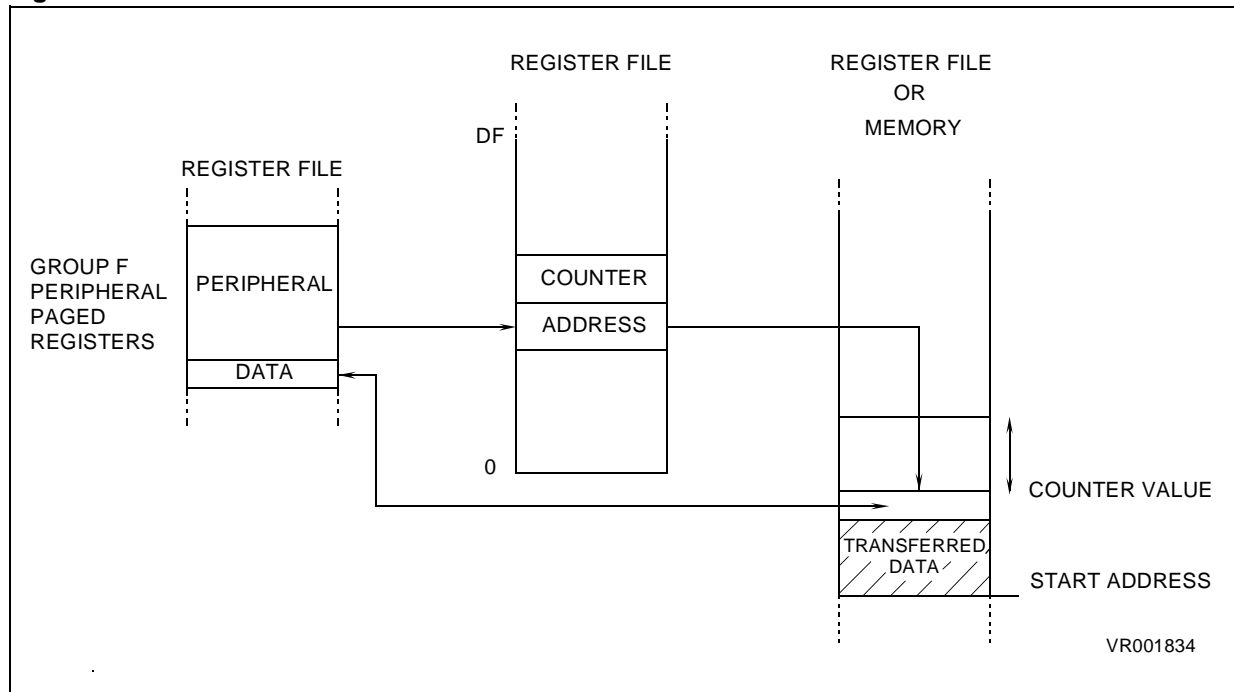 REGISTER FILE
REGISTER FILE
OR
MEMORY
DF
REGISTER FILE
GROUP F
PERIPHERAL
PAGED
REGISTERS
PERIPHERAL
DATA
COUNTER
ADDRESS
0
COUNTER VALUE
TRANSFERRED
DATA
START ADDRESS
VR001834